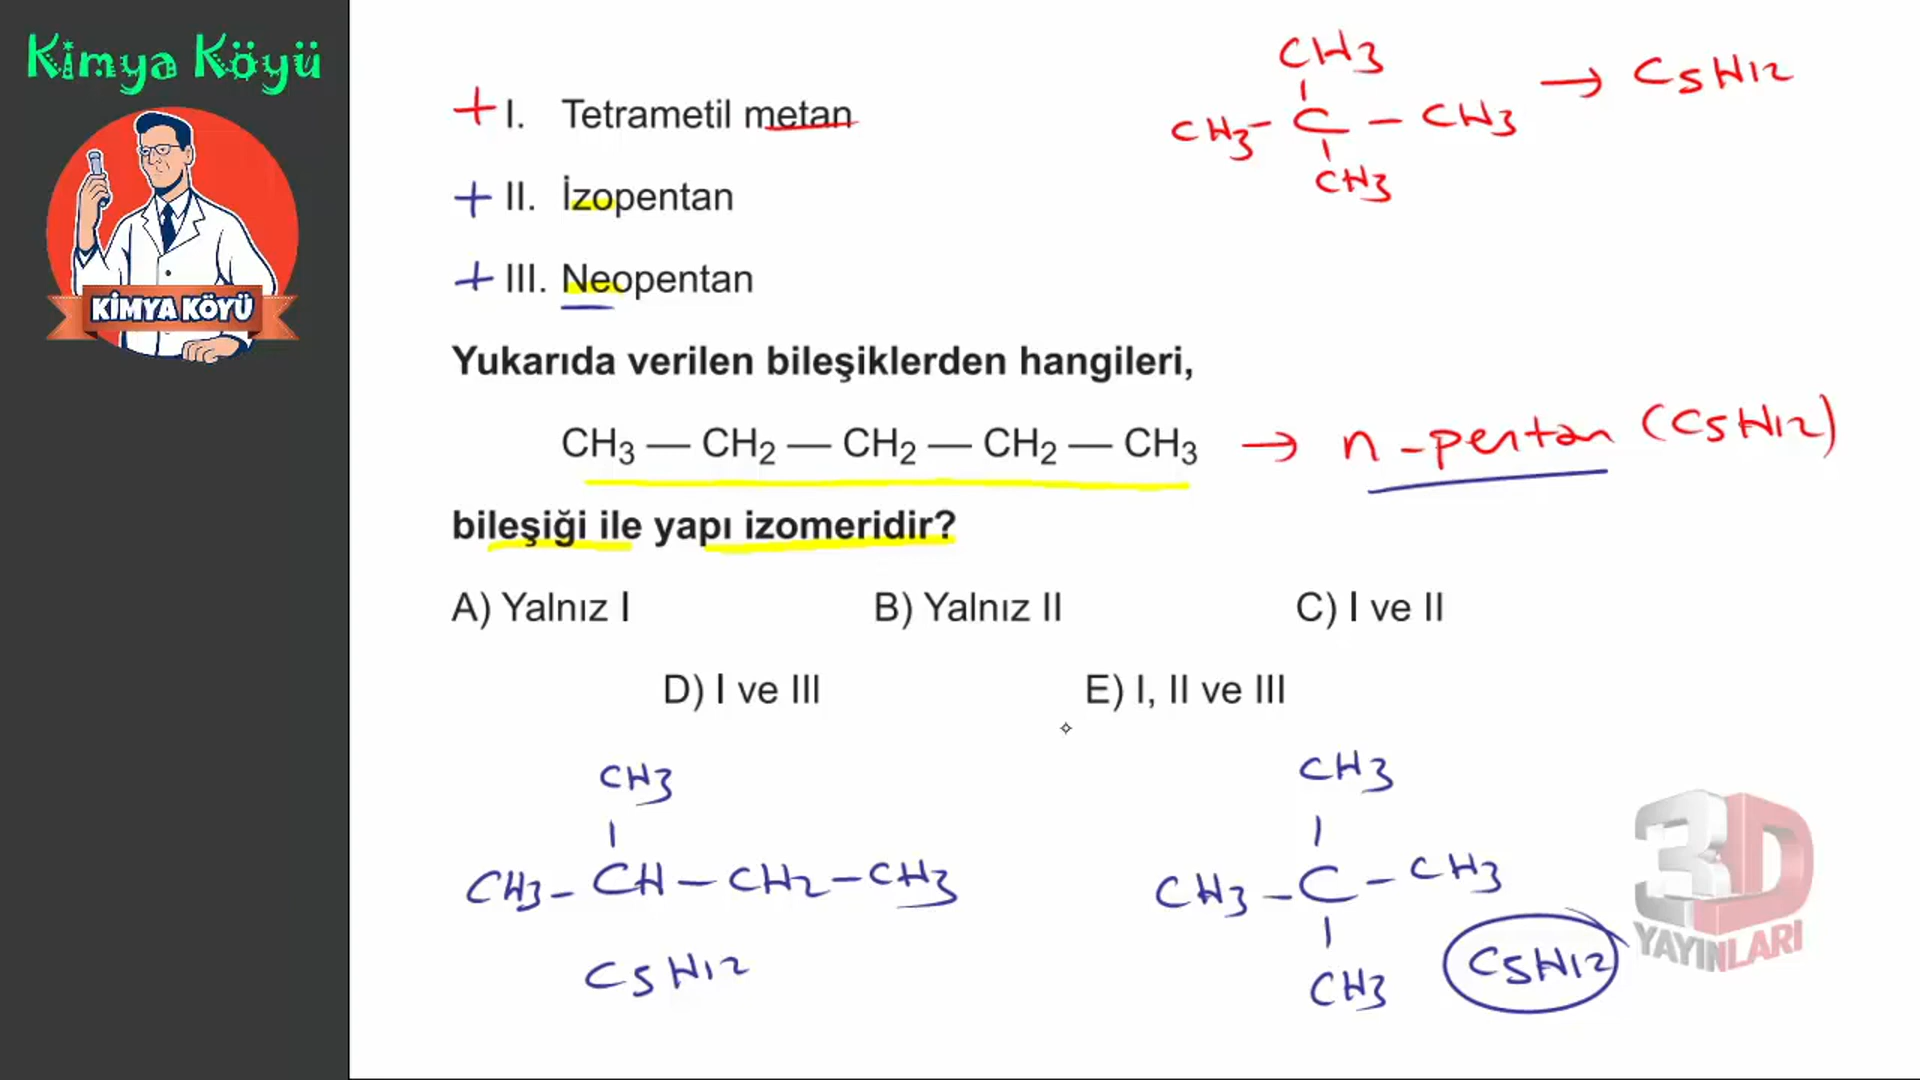 Kimya Köyü
KİMYA KÖYÜ
+ I. Tetrametil metan
+ II. İzopentan
+ III. Neopentan
CH3
CH3 – C – CH3 → C5H12
CH3
Yukarıda verilen bileşiklerden hangileri,
CH₃ — CH₂ — CH₂ — CH₂ — CH₃ → n-pentan (C5H12)
bileşiği ile yapı izomeridir?
A) Yalnız I B) Yalnız II C) I ve II
D) I ve III E) I, II ve III
CH3
CH3 – CH – CH2 – CH3
C5H12
CH3
CH3 – C – CH3
CH3
C5H12
3D
YAYINLARI